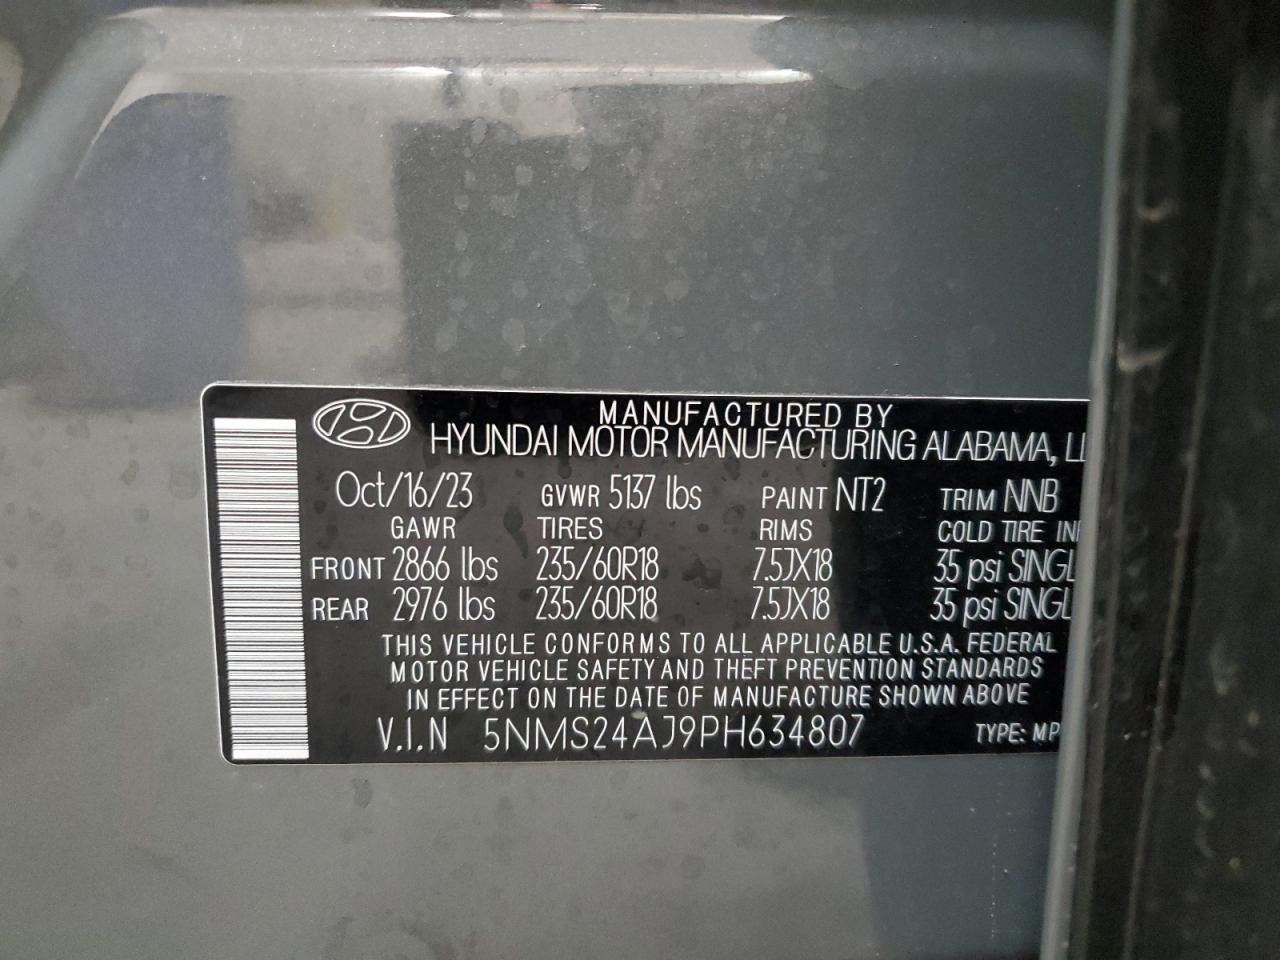 MANUFACTURED BY
HYUNDAI MOTOR MANUFACTURING ALABAMA,
Oct/16/23 GVWR 5137 lbs PAINT NT2 TRIM NNB
GAWR TIRES RIMS COLD TIRE
FRONT 2866 lbs 235/60R18 7.5JX18 35 psi SINGL
REAR 2976 lbs 235/60R18 7.5JX18 35 psi SINGL
THIS VEHICLE CONFORMS TO ALL APPLICABLE U.S.A. FEDERAL
MOTOR VEHICLE SAFETY AND THEFT PREVENTION STANDARDS
IN EFFECT ON THE DATE OF MANUFACTURE SHOWN ABOVE
V.I.N 5NMS24AJ9PH634807 TYPE: MP